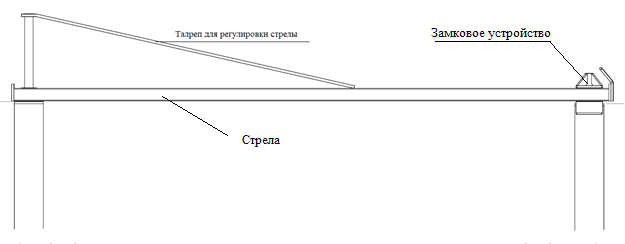 Замковое устройство
Талреп для регулировки стрелы
Стрела